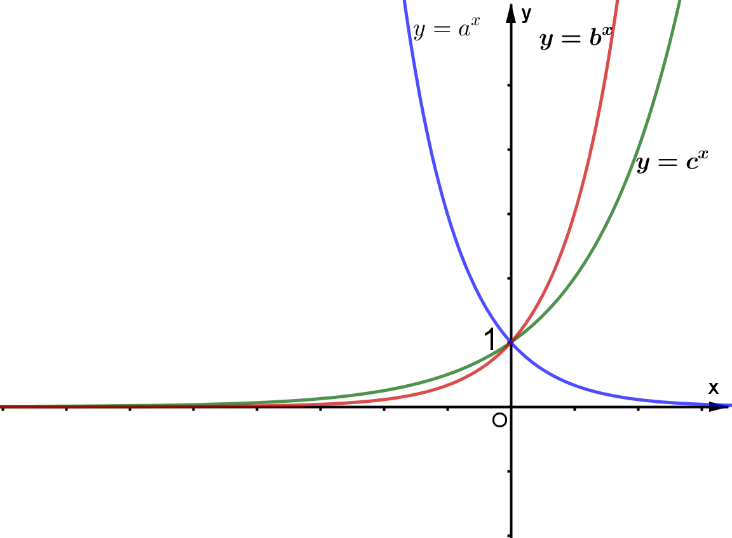 y
y = a^x
y = b^x
y = c^x
1
x
O